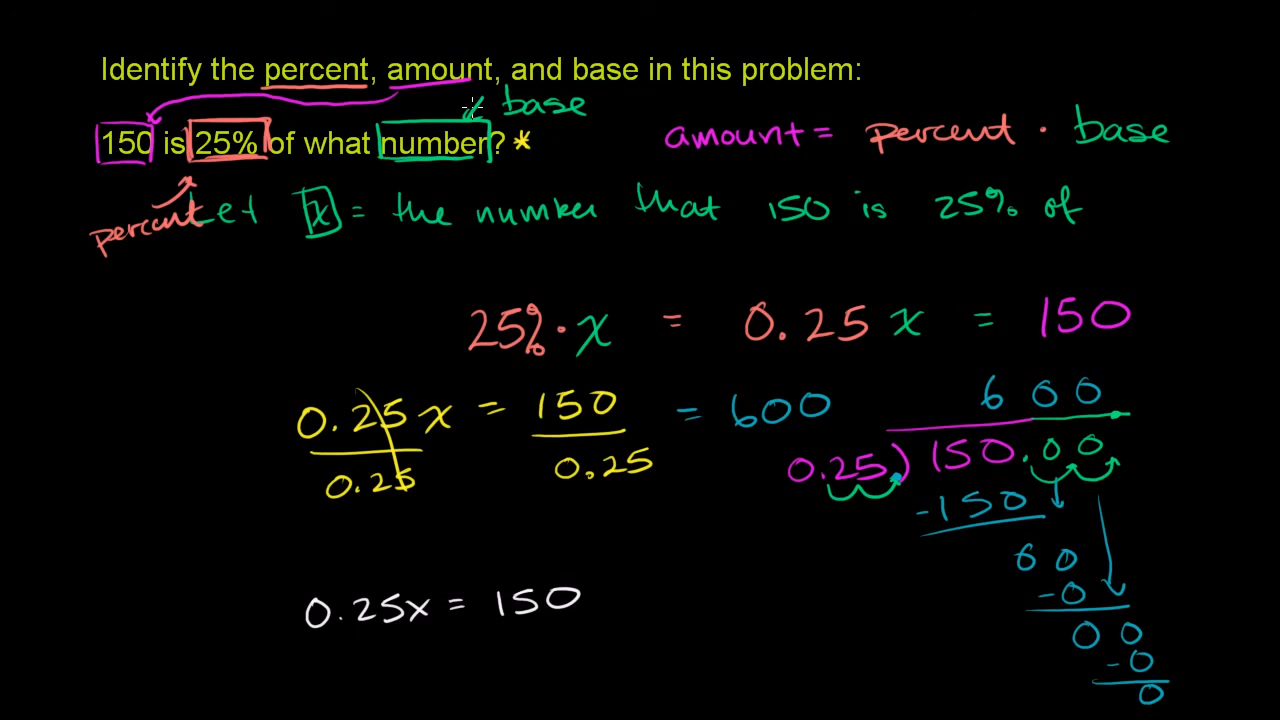 Identify the percent, amount, and base in this problem:
base
150 is 25% of what number? *
amount = percent · base
percent
Let x = the number that 150 is 25% of
25% · x = 0.25 x = 150
0.25 x = 150 = 600
0.25 0.25
600
0.25)150.00
-150
00
-0
00
-0
0
0.25x = 150